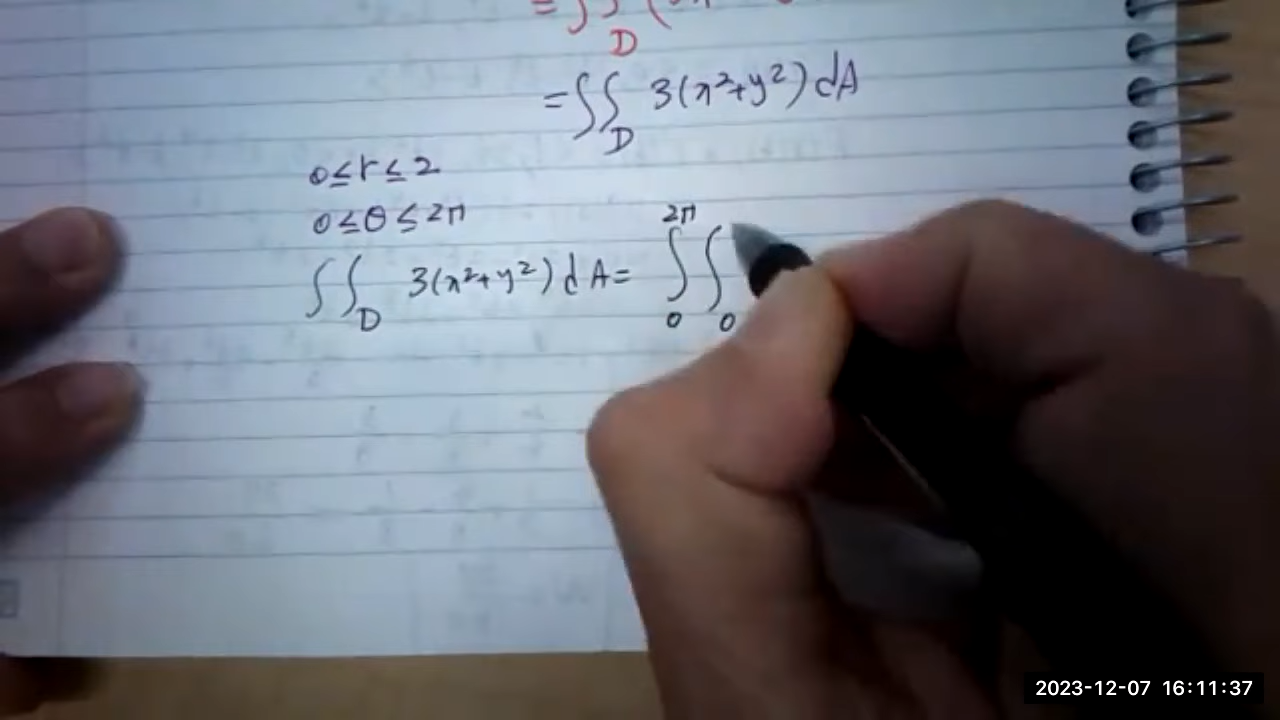 = ∫∫_D (
= ∫∫_D 3(x²+y²) dA
0 ≤ r ≤ 2
0 ≤ θ ≤ 2π
∫∫_D 3(x²+y²) dA = ∫_0^{2π} ∫_0
2023-12-07 16:11:37